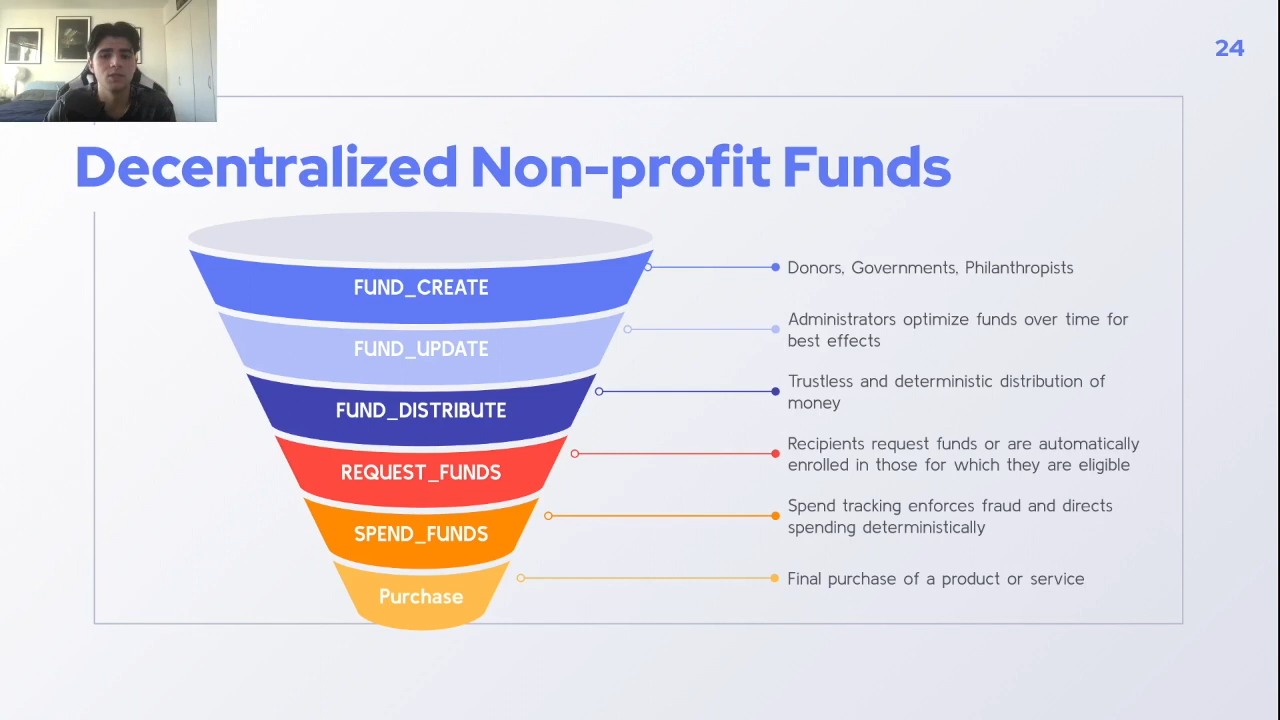 24
Decentralized Non-profit Funds
FUND_CREATE
Donors, Governments, Philanthropists
FUND_UPDATE
Administrators optimize funds over time for
best effects
FUND_DISTRIBUTE
Trustless and deterministic distribution of
money
REQUEST_FUNDS
Recipients request funds or are automatically
enrolled in those for which they are eligible
SPEND_FUNDS
Spend tracking enforces fraud and directs
spending deterministically
Purchase
Final purchase of a product or service